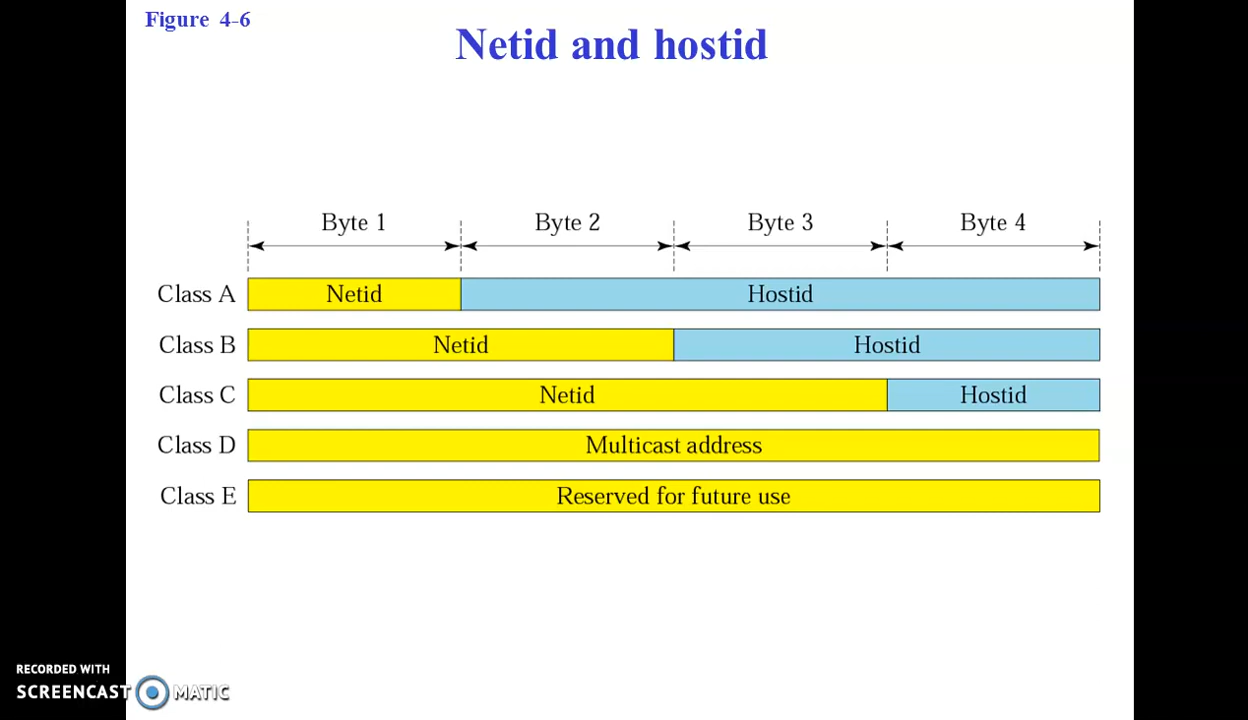 Figure 4-6
Netid and hostid
Byte 1 Byte 2 Byte 3 Byte 4
Class A Netid Hostid
Class B Netid Hostid
Class C Netid Hostid
Class D Multicast address
Class E Reserved for future use
RECORDED WITH
SCREENCAST MATIC